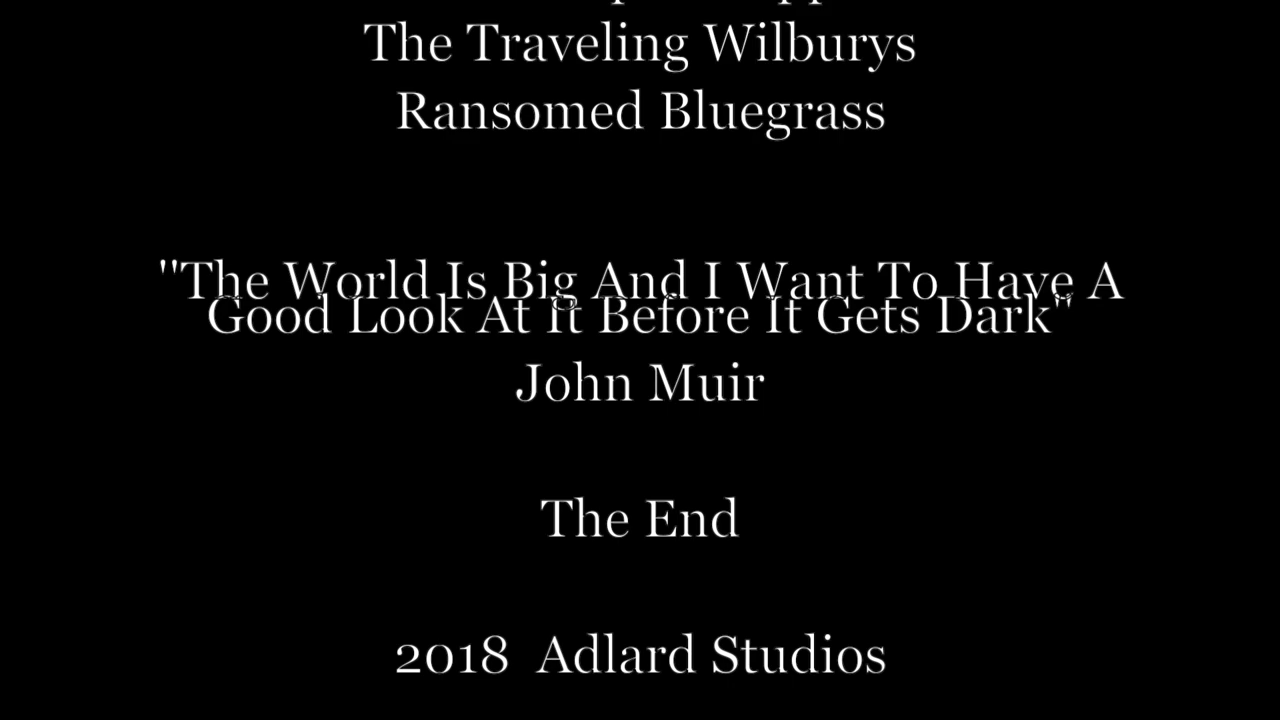 The Traveling Wilburys
Ransomed Bluegrass
"The World Is Big And I Want To Have A
Good Look At It Before It Gets Dark"
John Muir
The End
2018 Adlard Studios